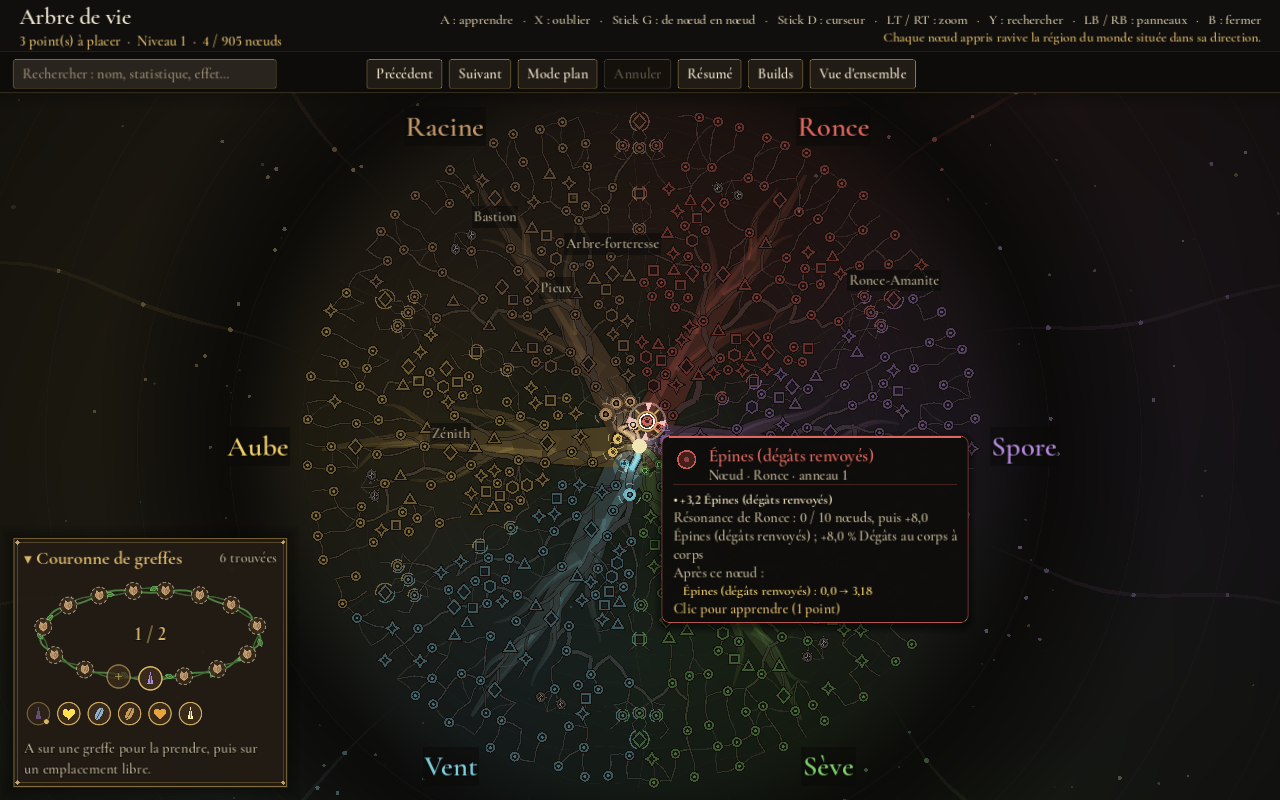 Arbre de vie
3 point(s) à placer · Niveau 1 · 4 / 905 nœuds
A : apprendre · X : oublier · Stick G : de nœud en nœud · Stick D : curseur · LT / RT : zoom · Y : rechercher · LB / RB : panneaux · B : fermer
Chaque nœud appris ravive la région du monde située dans sa direction.
Rechercher : nom, statistique, effet...
Précédent
Suivant
Mode plan
Annuler
Résumé
Builds
Vue d'ensemble
Racine
Ronce
Bastion
Arbre-forteresse
Pieux
Ronce-Amanite
Zénith
Aube
Spore
Épines (dégâts renvoyés)
Nœud · Ronce · anneau 1
• +3,2 Épines (dégâts renvoyés)
Résonance de Ronce : 0 / 10 nœuds, puis +8,0
Épines (dégâts renvoyés) ; +8,0 % Dégâts au corps à
corps
Après ce nœud :
Épines (dégâts renvoyés) : 0,0 → 3,18
Clic pour apprendre (1 point)
▾ Couronne de greffes
6 trouvées
1 / 2
+
A sur une greffe pour la prendre, puis sur
un emplacement libre.
Vent
Sève